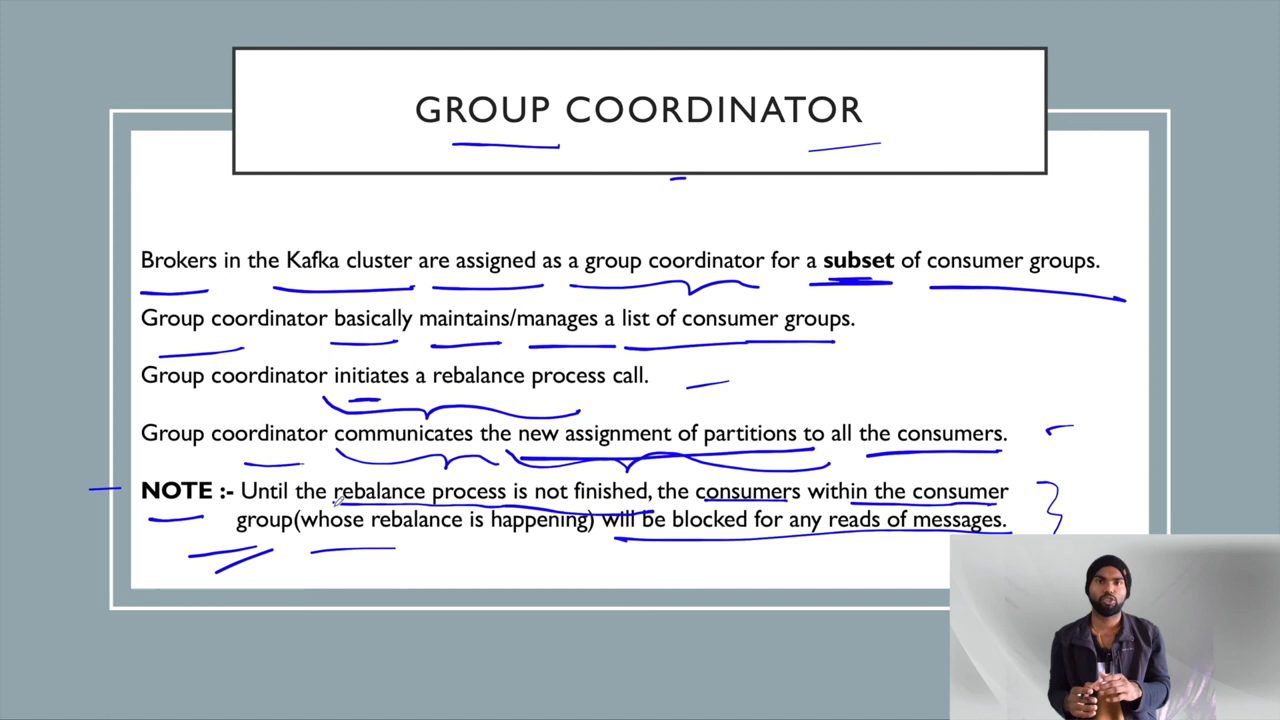 GROUP COORDINATOR
Brokers in the Kafka cluster are assigned as a group coordinator for a subset of consumer groups.
Group coordinator basically maintains/manages a list of consumer groups.
Group coordinator initiates a rebalance process call.
Group coordinator communicates the new assignment of partitions to all the consumers.
NOTE :- Until the rebalance process is not finished, the consumers within the consumer
group(whose rebalance is happening) will be blocked for any reads of messages.